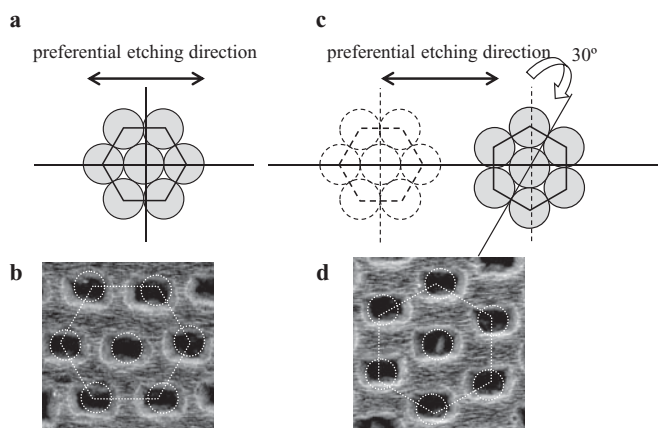 a
preferential etching direction
b
c
preferential etching direction
30º
d